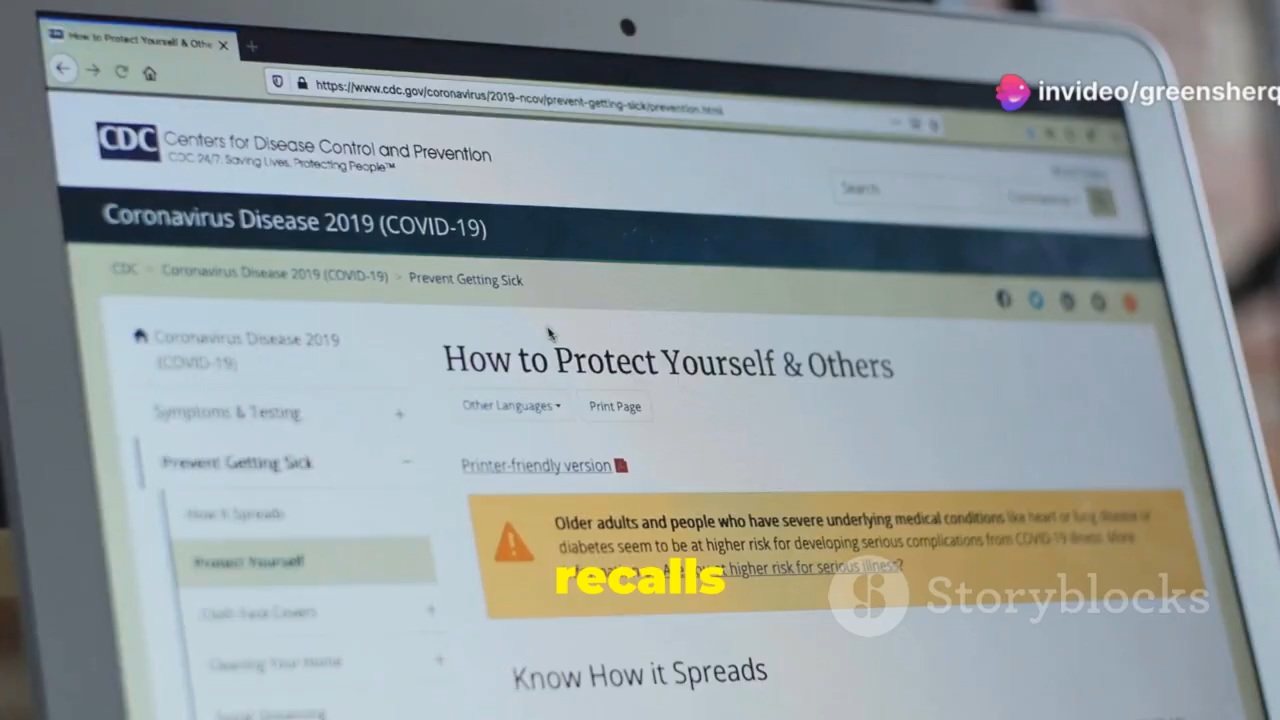 How to Protect Yourself & Othe
https://www.cdc.gov/coronavirus/2019-ncov/prevent-getting-sick/prevention.html
invideo/greensherq
CDC Centers for Disease Control and Prevention
CDC 24/7: Saving Lives, Protecting People™
Search
Coronavirus Disease 2019 (COVID-19)
CDC > Coronavirus Disease 2019 (COVID-19) > Prevent Getting Sick
Coronavirus Disease 2019
(COVID-19)
How to Protect Yourself & Others
Other Languages
Print Page
Symptoms & Testing +
Prevent Getting Sick −
Printer-friendly version
How it Spreads
Older adults and people who have severe underlying medical conditions like heart or lung disease or
diabetes seem to be at higher risk for developing serious complications from COVID-19 illness. More
at higher risk for serious illness?
Protect Yourself
recalls
Storyblocks
Cloth Face Covers +
Cleaning Your Home +
Know How it Spreads